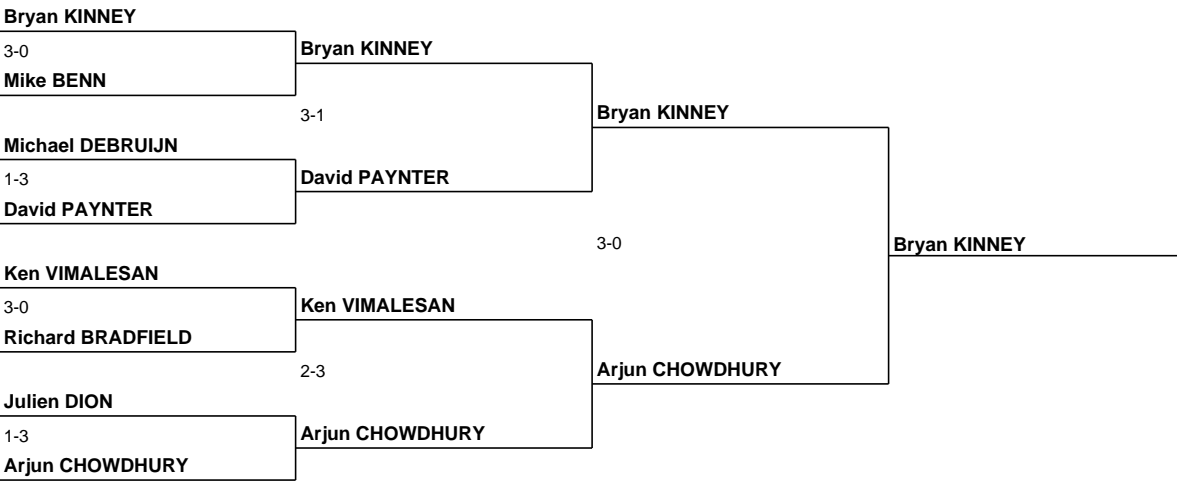 Bryan KINNEY
3-0
Mike BENN
Michael DEBRUIJN
1-3
David PAYNTER
Ken VIMALESAN
3-0
Richard BRADFIELD
Julien DION
1-3
Arjun CHOWDHURY
Bryan KINNEY
3-1
David PAYNTER
Ken VIMALESAN
2-3
Arjun CHOWDHURY
Bryan KINNEY
3-0
Arjun CHOWDHURY
Bryan KINNEY